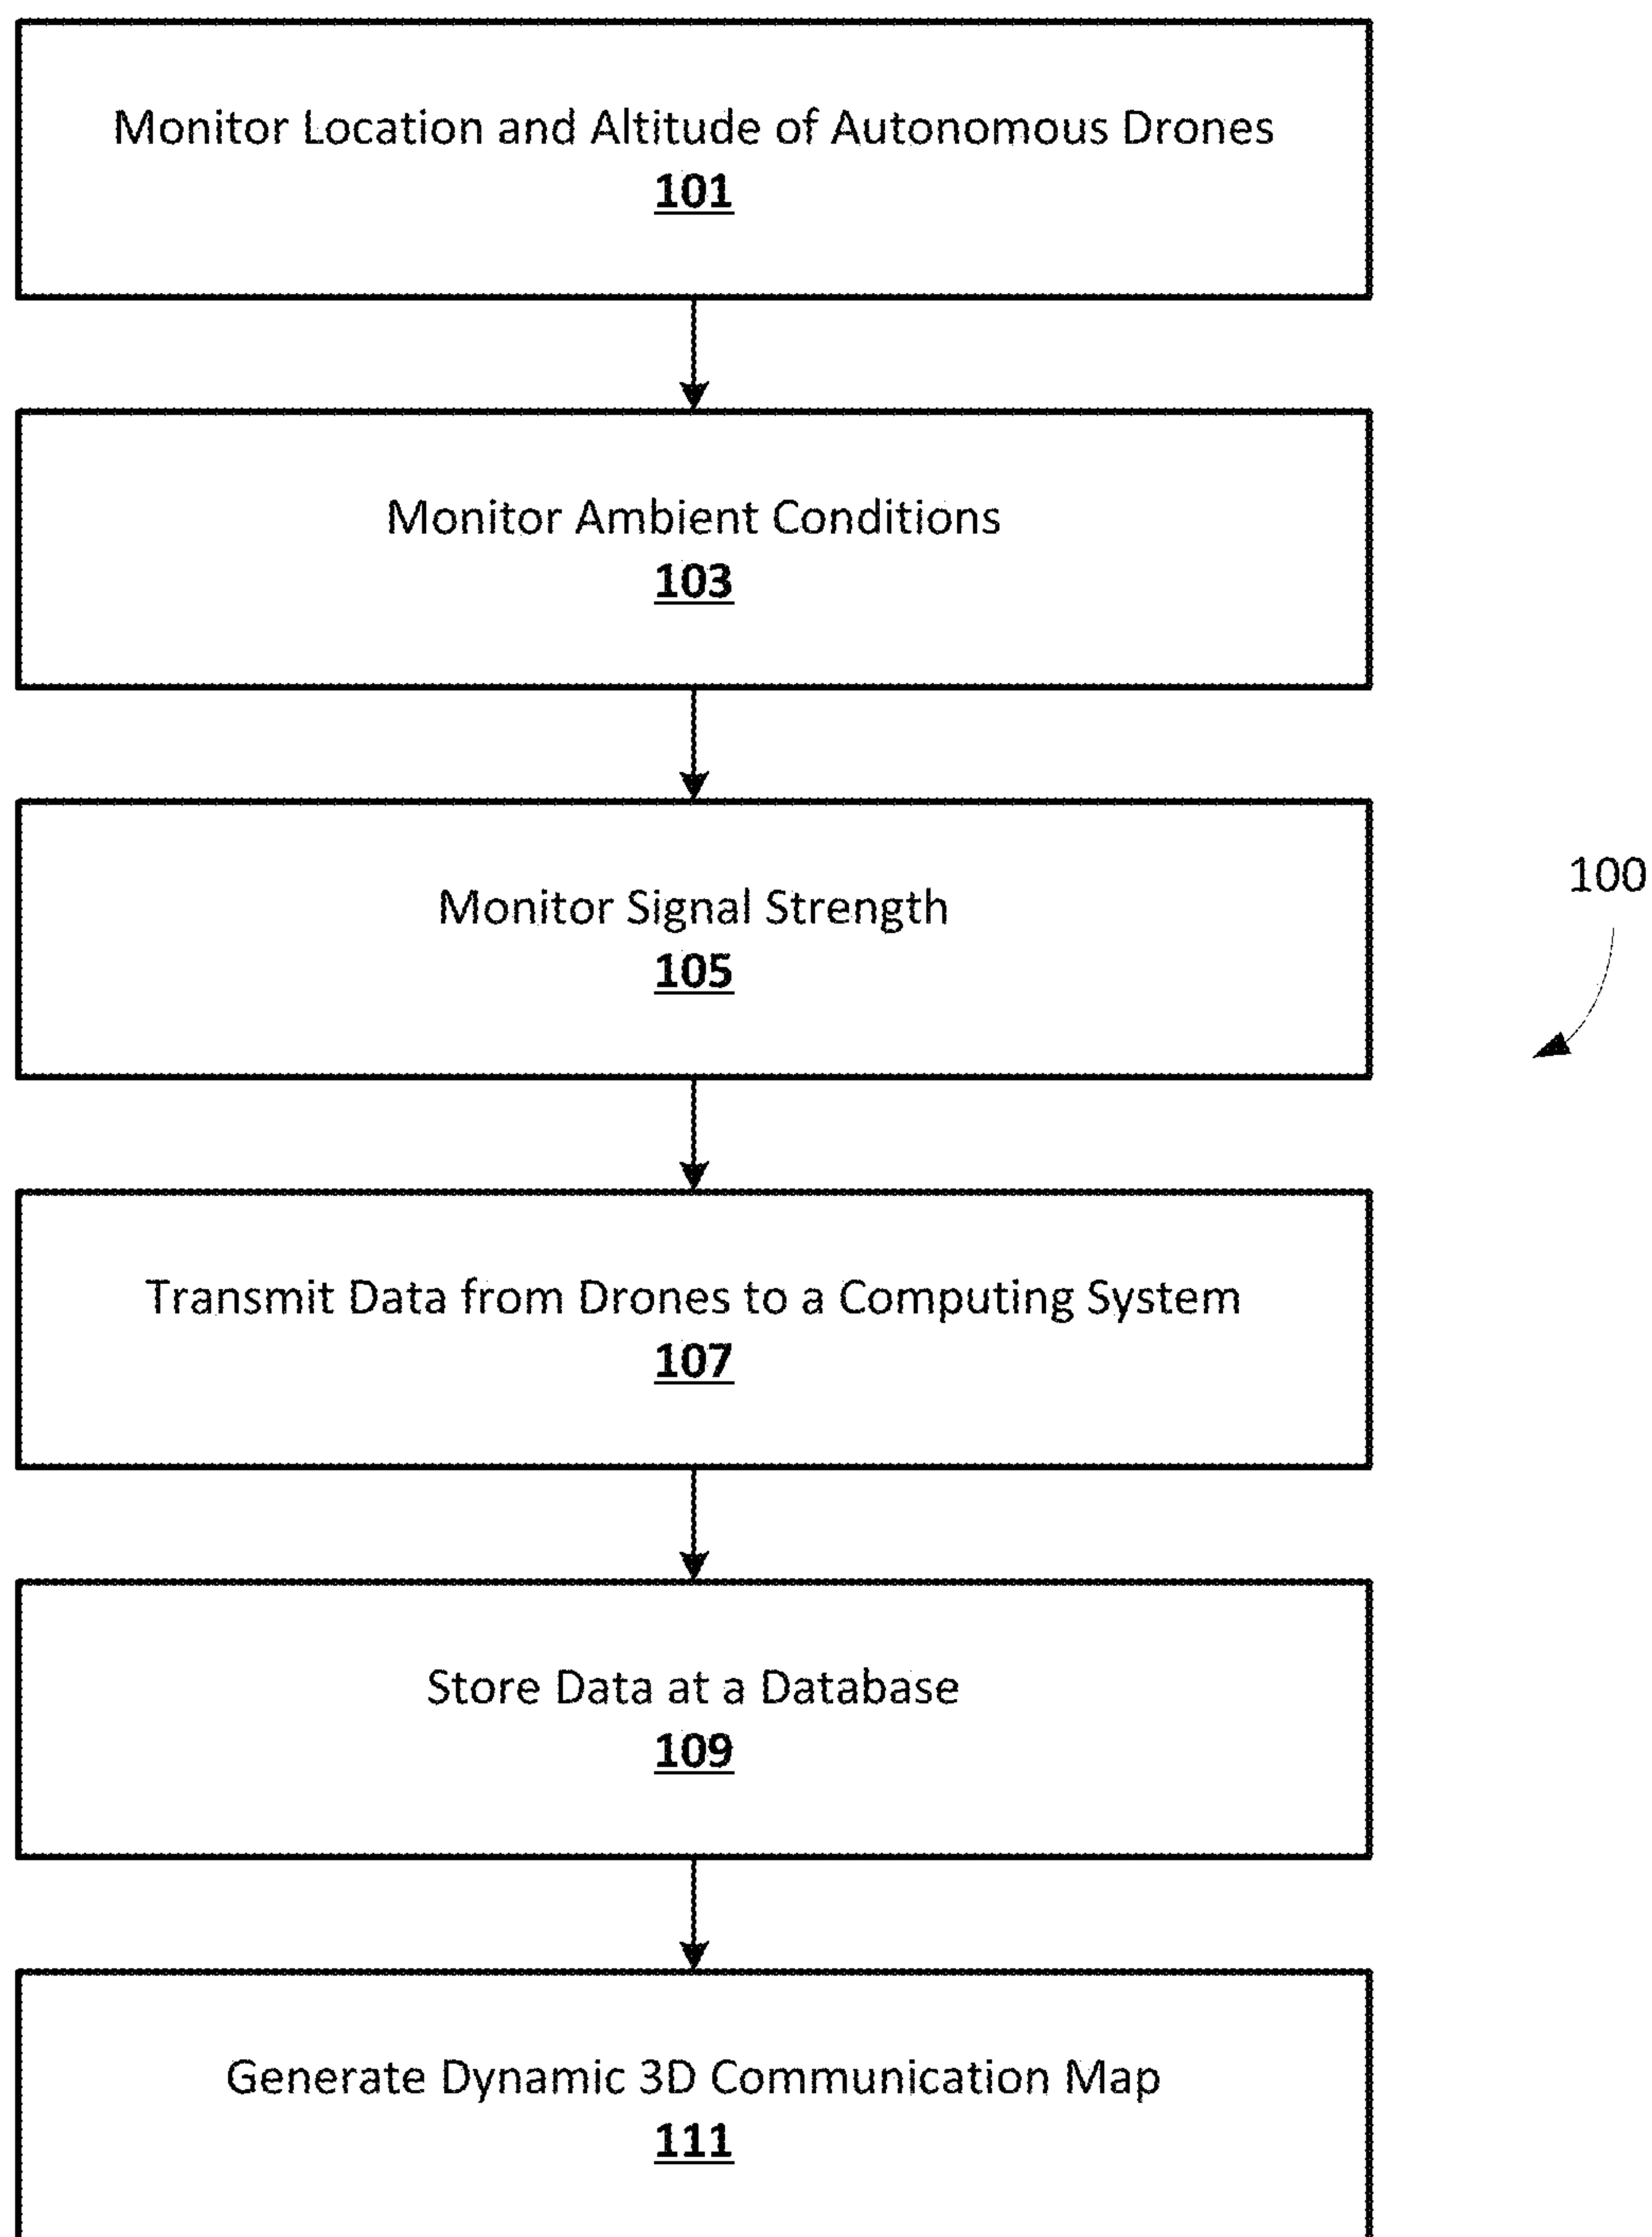 Monitor Location and Altitude of Autonomous Drones
101
Monitor Ambient Conditions
103
Monitor Signal Strength
105
100
Transmit Data from Drones to a Computing System
107
Store Data at a Database
109
Generate Dynamic 3D Communication Map
111